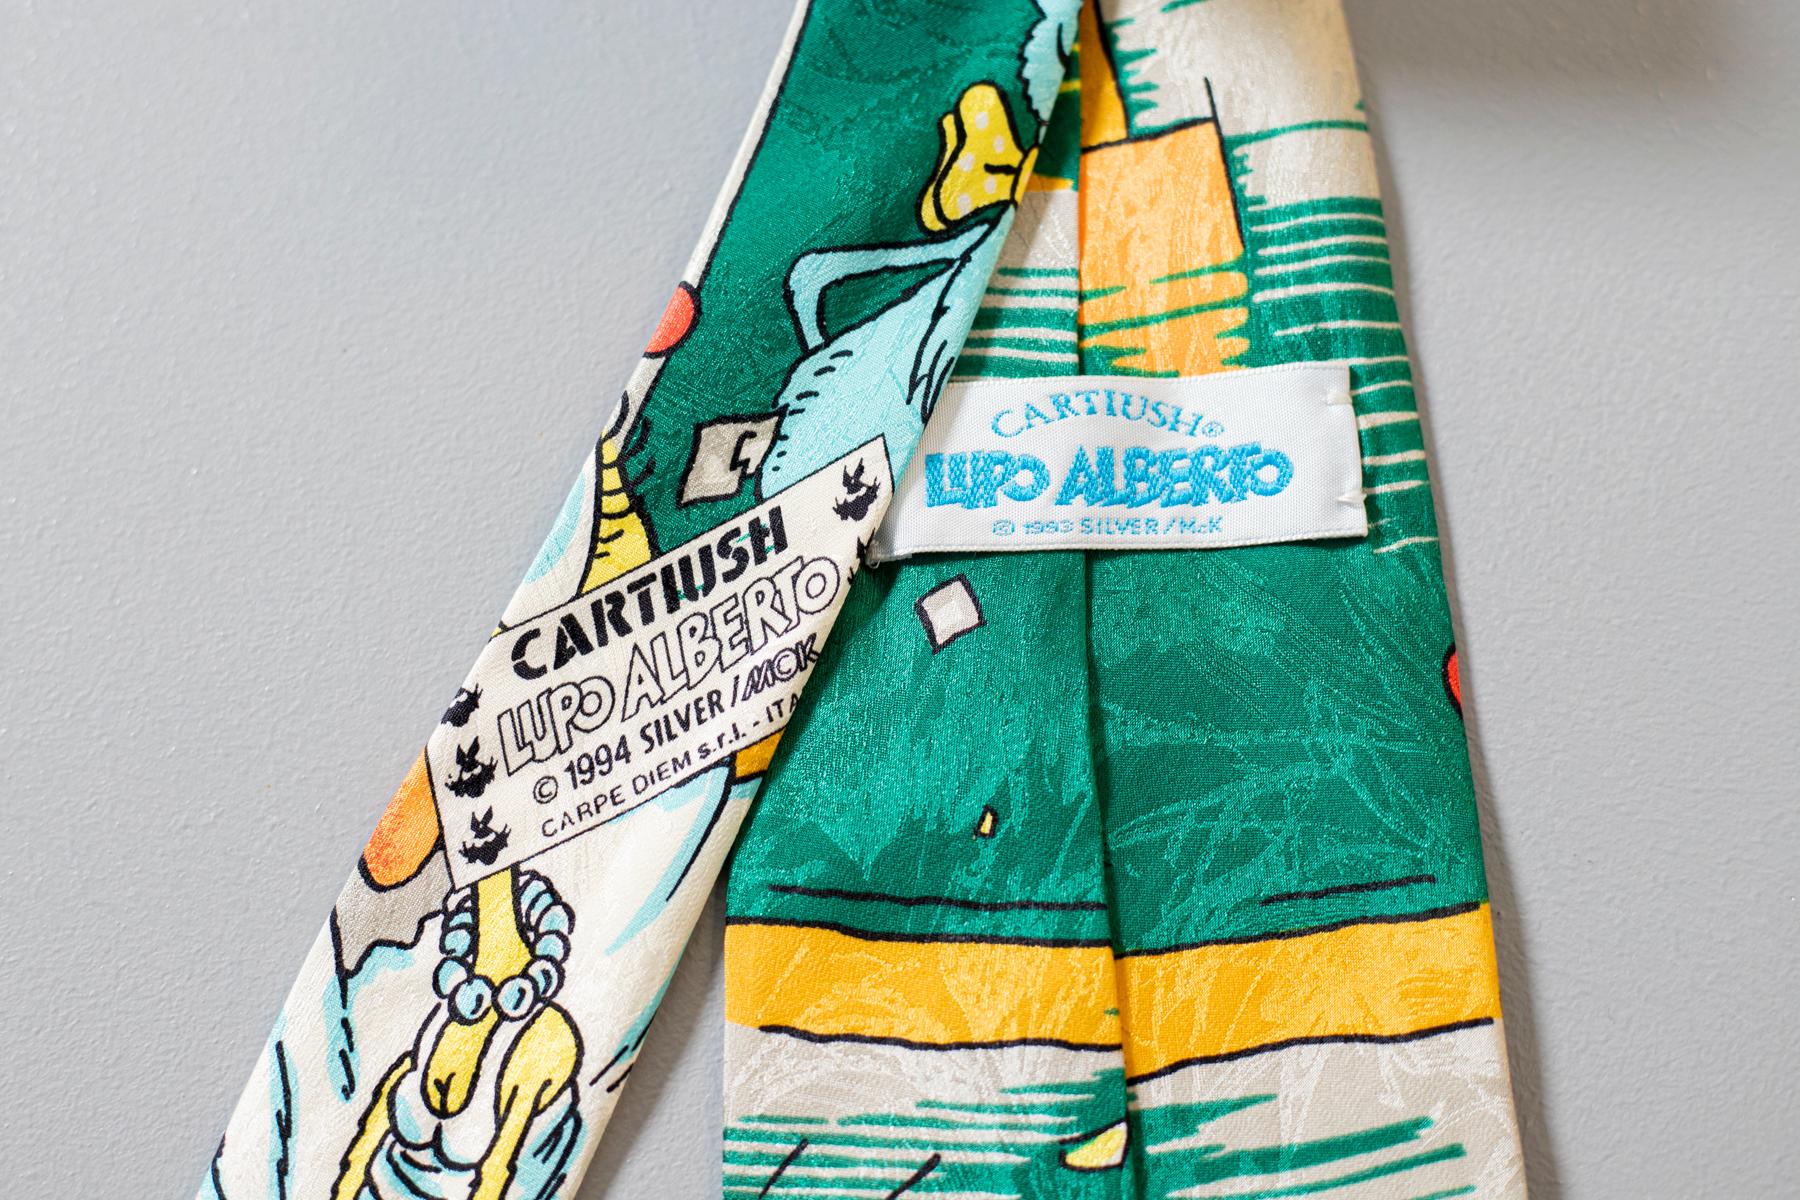 CARTIUSH®
LUPO ALBERTO
© 1993 SILVER/McK
CARTIUSH
LUPO ALBERTO
© 1994 SILVER/MCK
CARPE DIEM s.r.l. - ITA